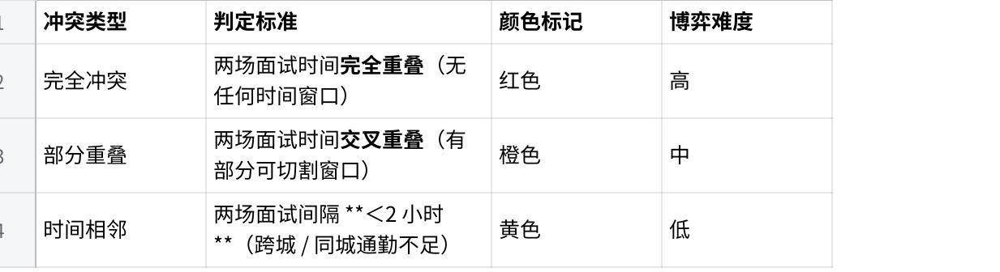 1 冲突类型 判定标准 颜色标记 博弈难度
两场面试时间完全重叠（无
2 完全冲突 红色 高
任何时间窗口）
两场面试时间交叉重叠（有
3 部分重叠 橙色 中
部分可切割窗口）
两场面试间隔 **＜2 小时
4 时间相邻 黄色 低
**（跨城 / 同城通勤不足）